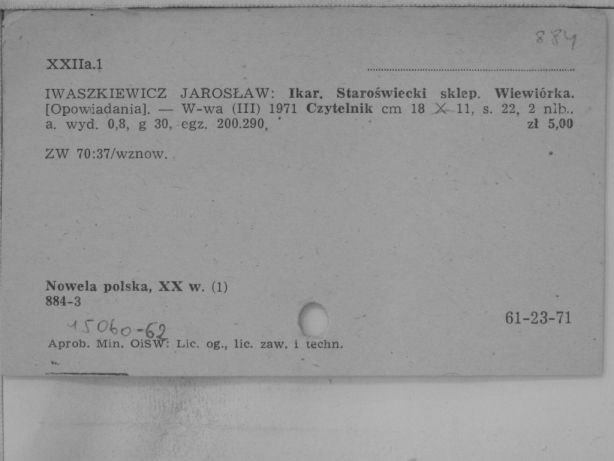 884
XXIIa.1
IWASZKIEWICZ JAROSŁAW: Ikar. Staroświecki sklep. Wiewiórka.
[Opowiadania]. — W-wa (III) 1971 Czytelnik cm 18 X 11, s. 22, 2 nlb.,
a. wyd. 0,8, g 30, egz. 200.290, zł 5,00
ZW 70:37/wznow.
Nowela polska, XX w. (1)
884-3
15060-62
61-23-71
Aprob. Min. OiSW: Lic. og., lic. zaw. i techn.